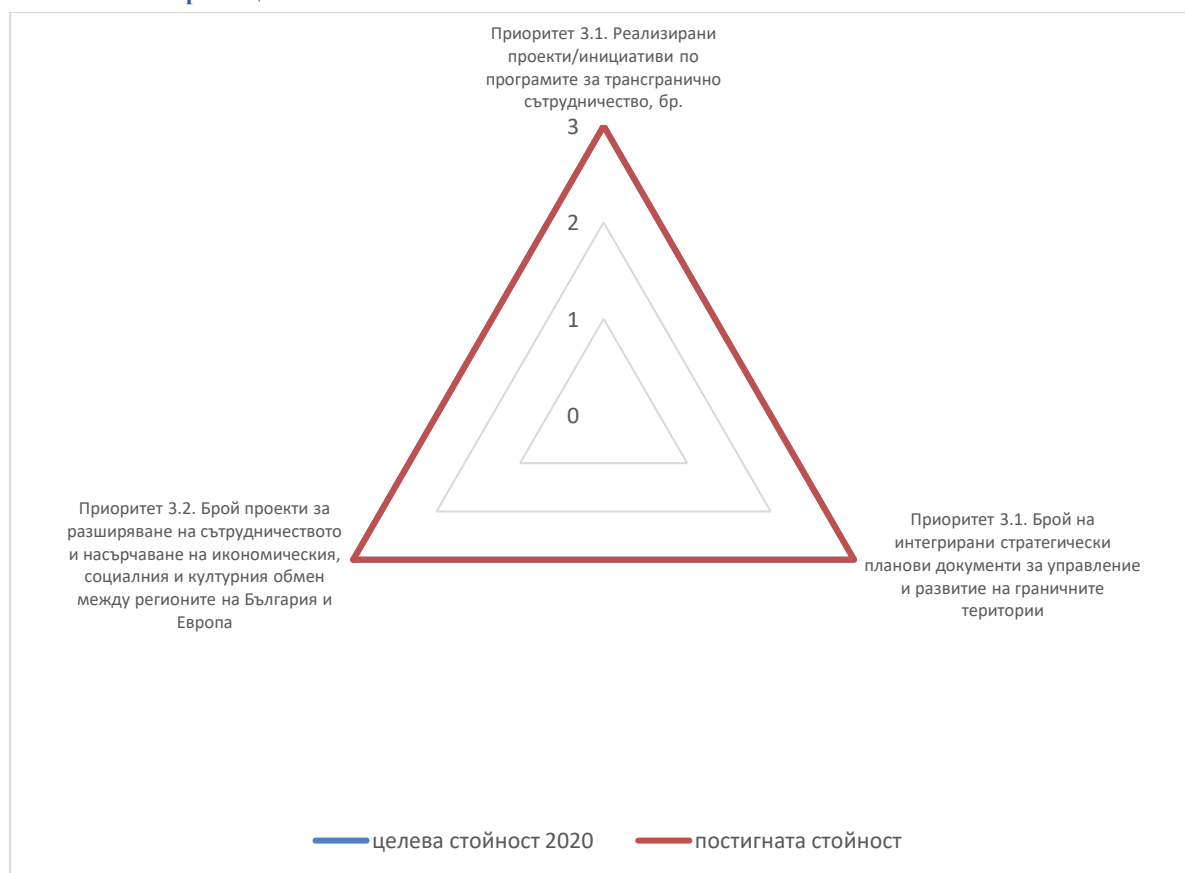 Приоритет 3.1. Реализирани
проекти/инициативи по
програмите за трансгранично
сътрудничество, бр.
3
2
1
0
Приоритет 3.2. Брой проекти за
разширяване на сътрудничеството
и насърчаване на икономическия,
социалния и културния обмен
между регионите на България и
Европа
Приоритет 3.1. Брой на
интегрирани стратегически
планови документи за управление
и развитие на граничните
територии
целева стойност 2020
постигната стойност